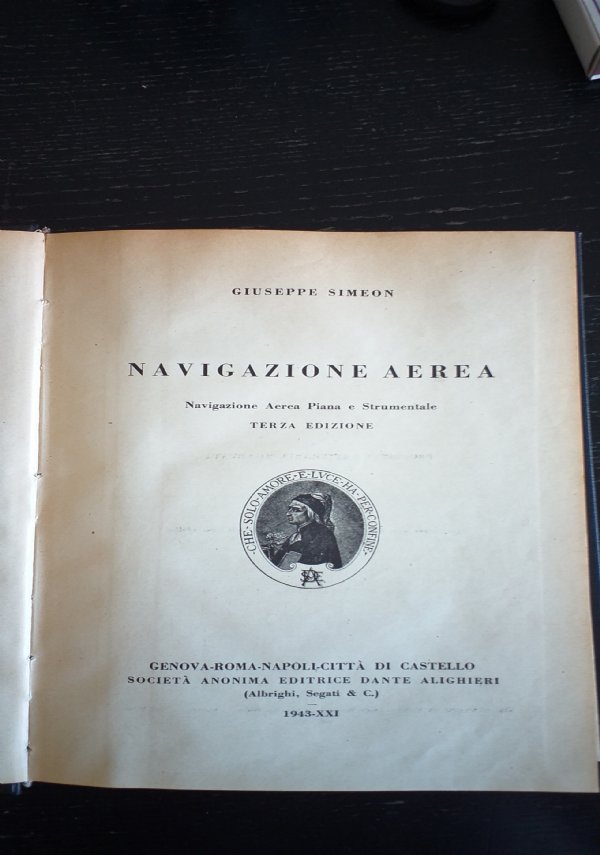 GIUSEPPE SIMEON
NAVIGAZIONE AEREA
Navigazione Aerea Piana e Strumentale
TERZA EDIZIONE
·CHE·SOLO·AMORE·E·LVCE·HA·PER·CONFINE·
GENOVA-ROMA-NAPOLI-CITTÀ DI CASTELLO
SOCIETÀ ANONIMA EDITRICE DANTE ALIGHIERI
(Albrighi, Segati & C.)
1943-XXI